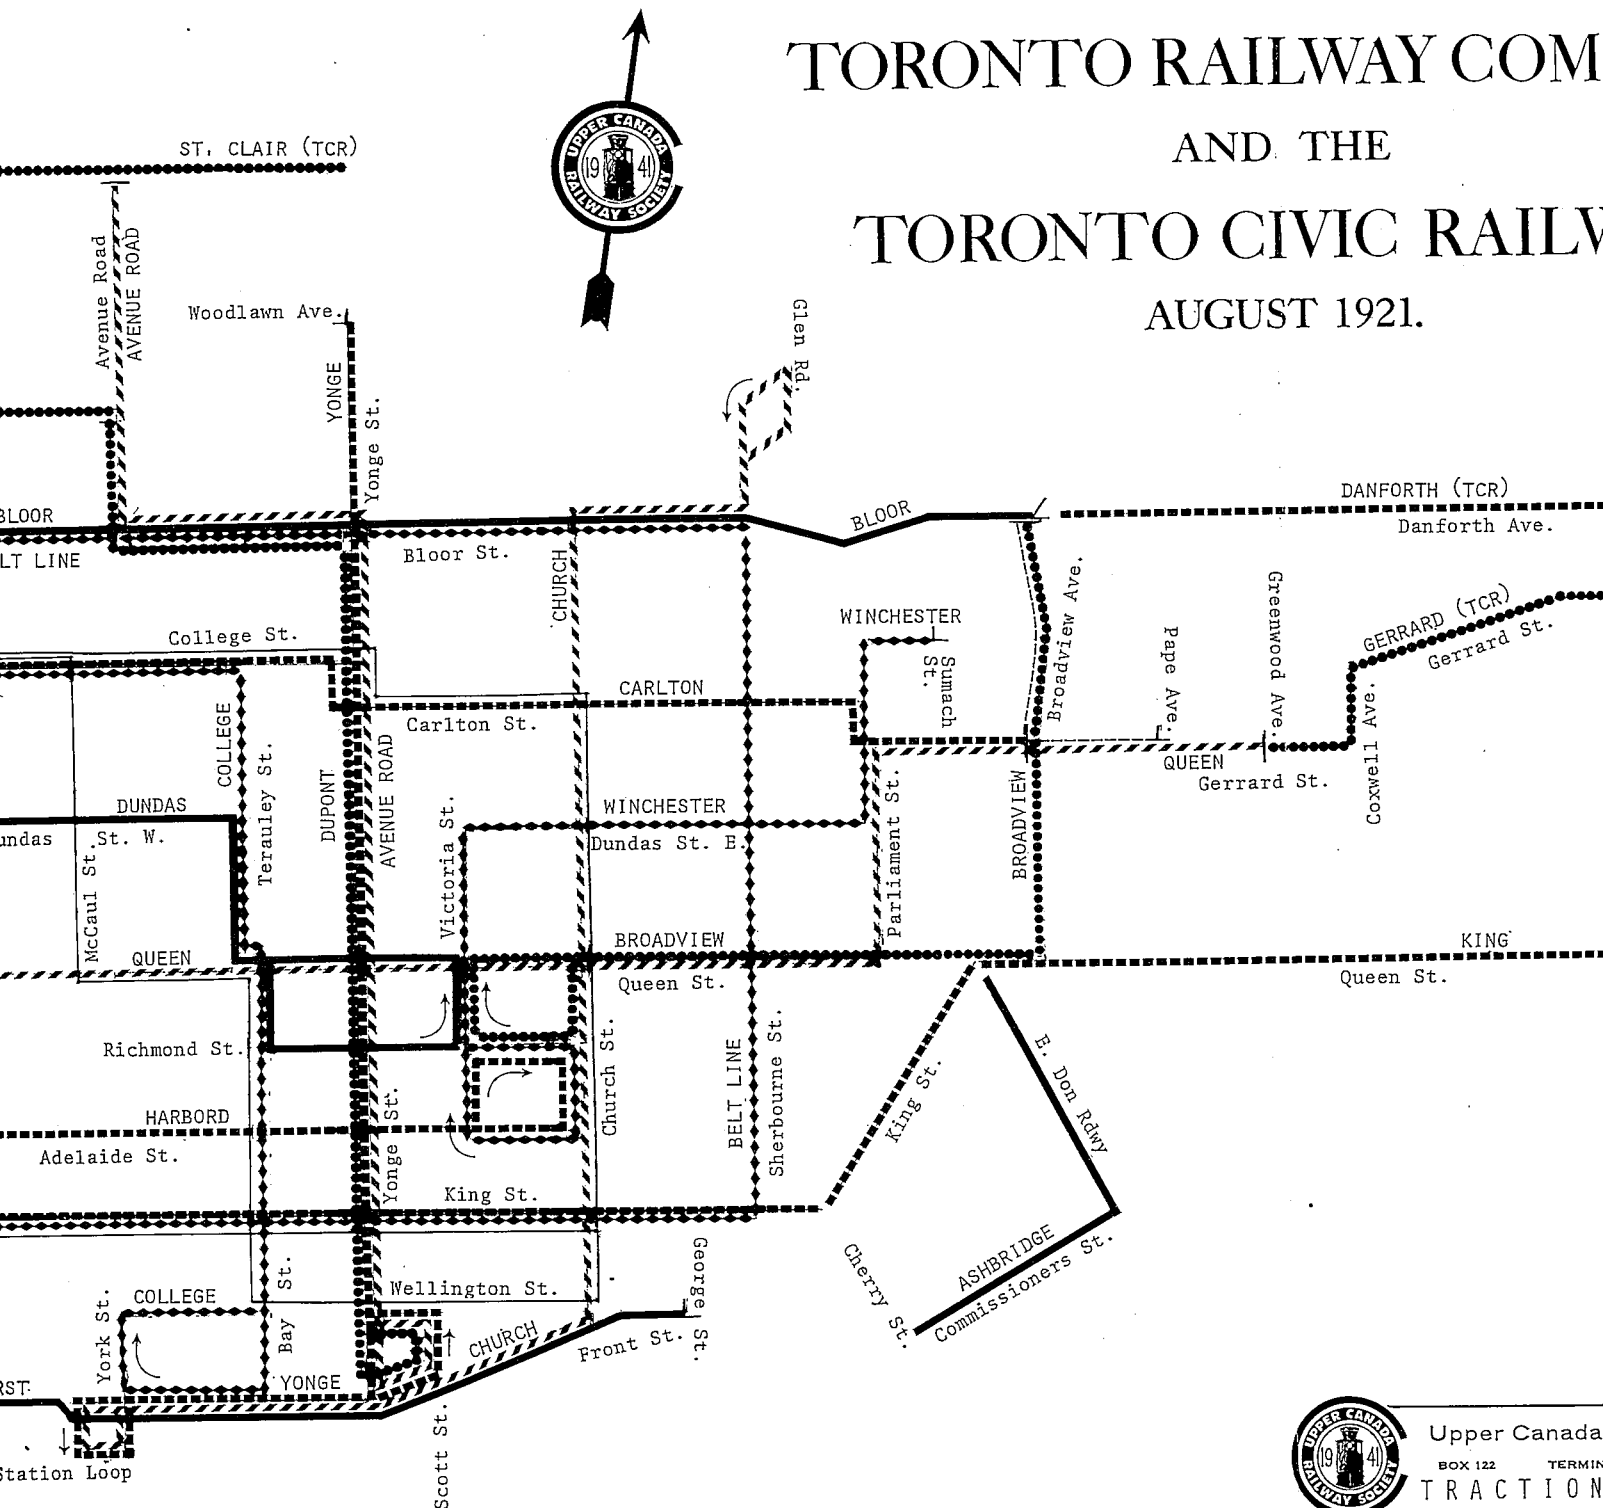 TORONTO RAILWAY COM
AND THE
TORONTO CIVIC RAILW
AUGUST 1921.
UPPER CANADA
1941
RAILWAY SOCIETY
ST. CLAIR (TCR)
Avenue Road
AVENUE ROAD
Woodlawn Ave.
YONGE
Yonge St.
Glen Rd.
BLOOR
LT LINE
Bloor St.
CHURCH
BLOOR
DANFORTH (TCR)
Danforth Ave.
College St.
WINCHESTER
Sumach St.
Broadview Ave.
Pape Ave.
Greenwood Ave.
GERRARD (TCR)
Gerrard St.
Coxwell Ave.
CARLTON
Carlton St.
COLLEGE
Terauley St.
DUPONT
AVENUE ROAD
QUEEN
Gerrard St.
DUNDAS
undas St. W.
McCaul St.
Victoria St.
WINCHESTER
Dundas St. E.
Parliament St.
BROADVIEW
QUEEN
BROADVIEW
Queen St.
KING
Queen St.
Richmond St.
Church St.
BELT LINE
Sherbourne St.
King St.
E. Don Rdwy
HARBORD
Adelaide St.
Yonge St.
King St.
ASHBRIDGE
Commissioners St.
Cherry St.
George St.
Wellington St.
COLLEGE
York St.
Bay St.
CHURCH
Front St.
RST
YONGE
Station Loop
Scott St.
UPPER CANADA
1941
RAILWAY SOCIETY
Upper Canada
BOX 122 TERMIN
TRACTION